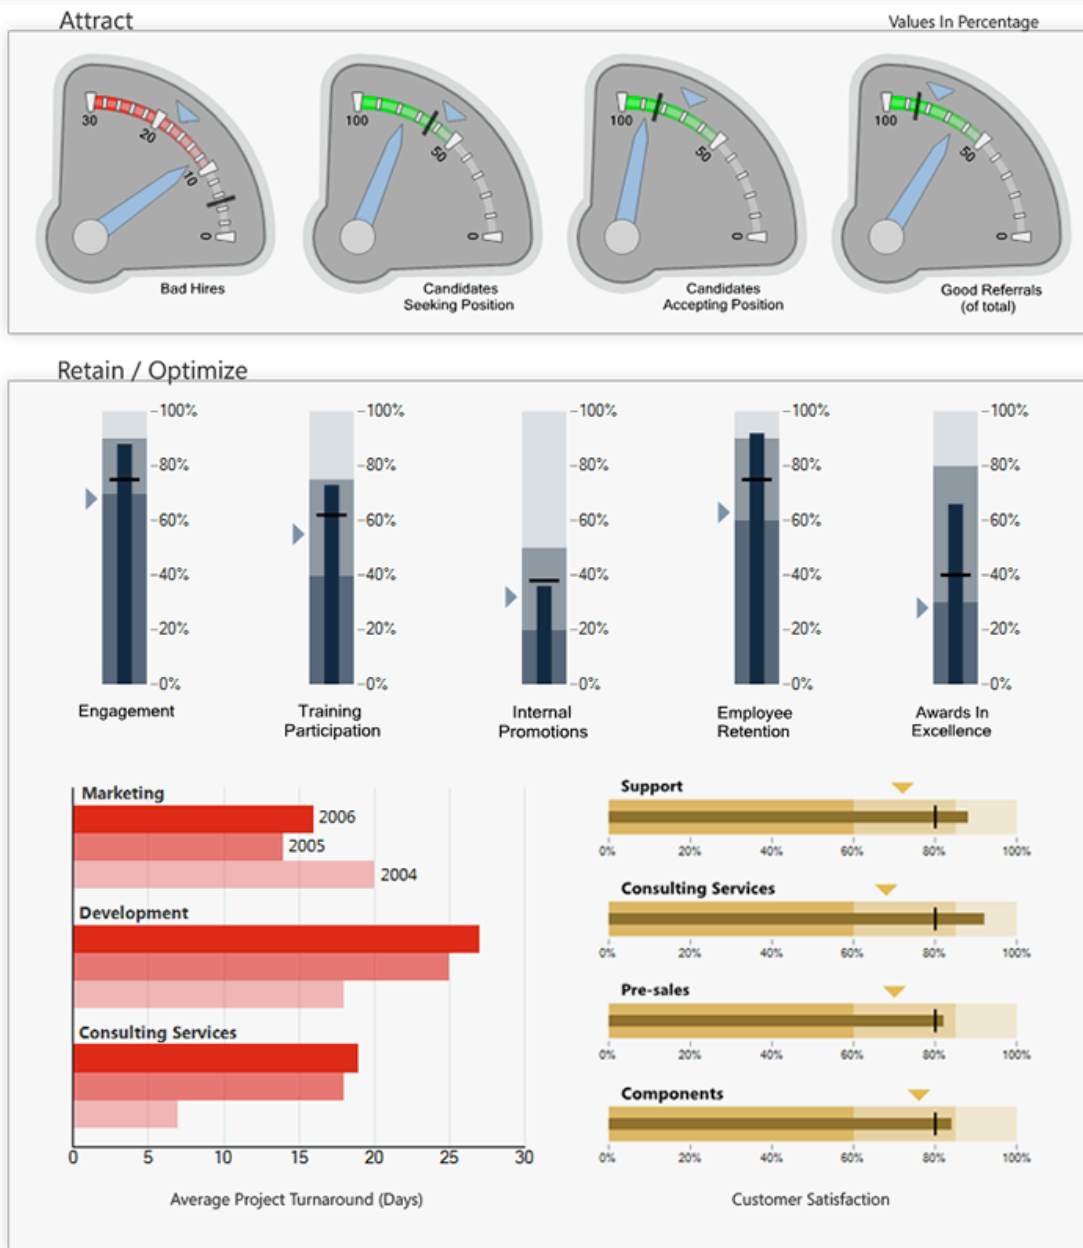 Attract
Values In Percentage
30
20
10
0
Bad Hires
100
50
0
Candidates
Seeking Position
100
50
0
Candidates
Accepting Position
100
50
0
Good Referrals
(of total)
Retain / Optimize
100%
80%
60%
40%
20%
0%
Engagement
100%
80%
60%
40%
20%
0%
Training
Participation
100%
80%
60%
40%
20%
0%
Internal
Promotions
100%
80%
60%
40%
20%
0%
Employee
Retention
100%
80%
60%
40%
20%
0%
Awards In
Excellence
Marketing
2006
2005
2004
Development
Consulting Services
0 5 10 15 20 25 30
Average Project Turnaround (Days)
Support
0% 20% 40% 60% 80% 100%
Consulting Services
0% 20% 40% 60% 80% 100%
Pre-sales
0% 20% 40% 60% 80% 100%
Components
0% 20% 40% 60% 80% 100%
Customer Satisfaction